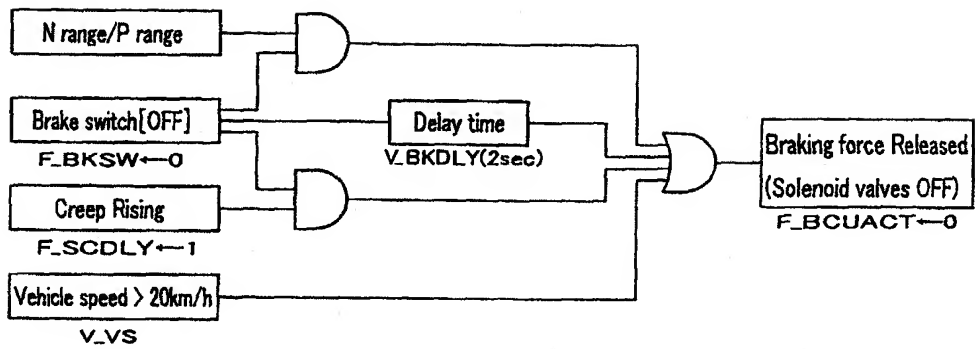 N range/P range
Brake switch[OFF]
F_BKSW←0
Delay time
V_BKDLY(2sec)
Creep Rising
F_SCDLY←1
Vehicle speed > 20km/h
V_VS
Braking force Released
(Solenoid valves OFF)
F_BCUACT←0